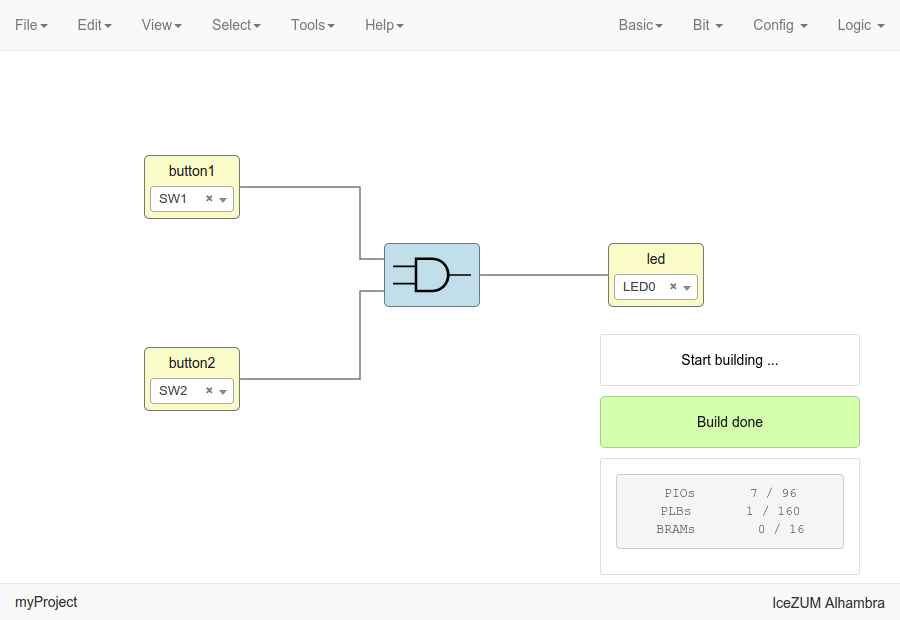 File Edit View Select Tools Help Basic Bit Config Logic
button1
SW1 ×
led
LED0 ×
button2
SW2 ×
Start building ...
Build done
PIOs 7 / 96
PLBs 1 / 160
BRAMs 0 / 16
myProject IceZUM Alhambra